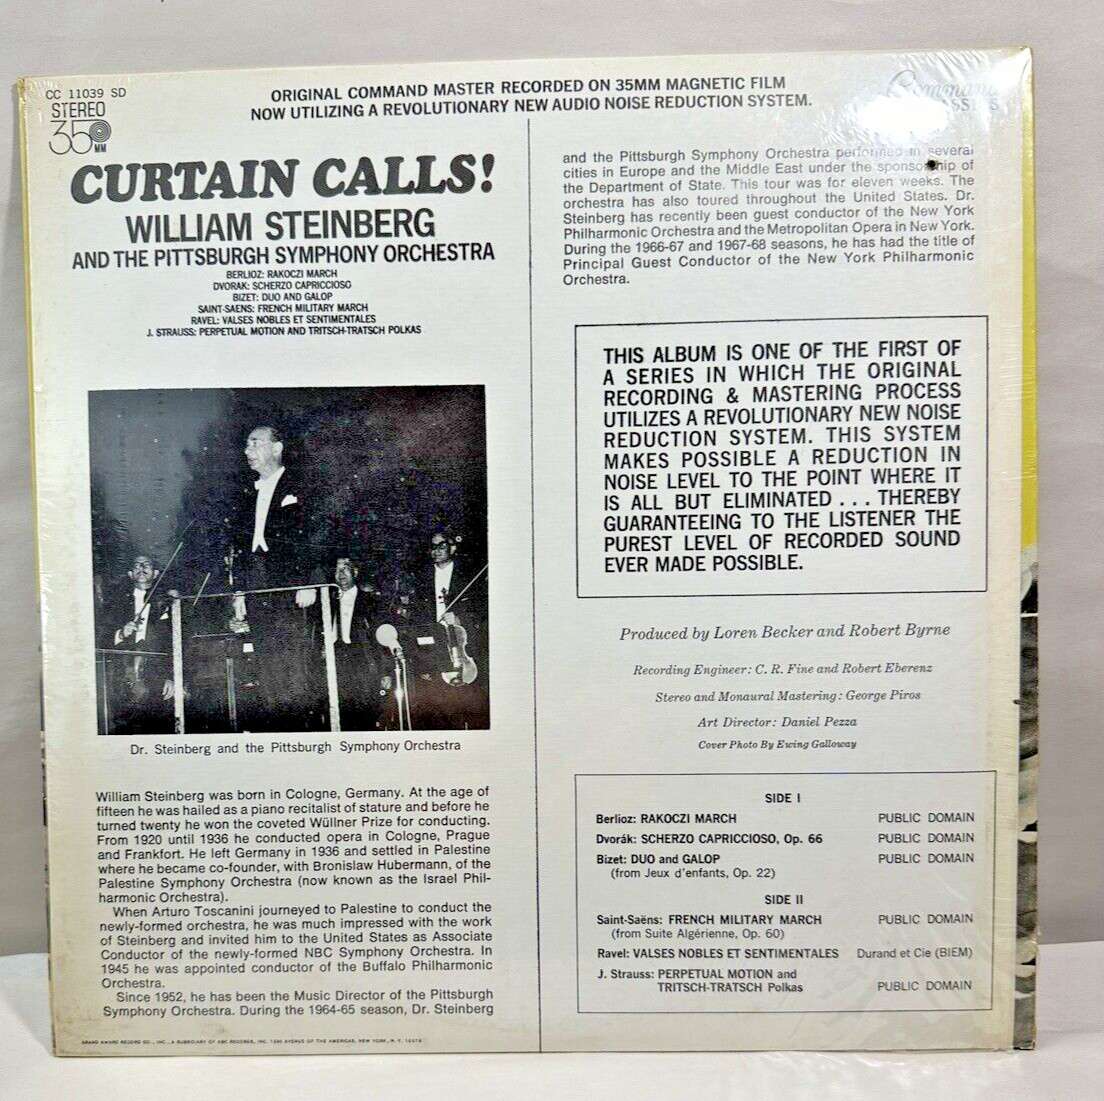 CC 11039 SD
STEREO
35
MM
ORIGINAL COMMAND MASTER RECORDED ON 35MM MAGNETIC FILM
NOW UTILIZING A REVOLUTIONARY NEW AUDIO NOISE REDUCTION SYSTEM.
Command
CLASSICS
CURTAIN CALLS!
WILLIAM STEINBERG
AND THE PITTSBURGH SYMPHONY ORCHESTRA
BERLIOZ: RAKOCZI MARCH
DVORAK: SCHERZO CAPRICCIOSO
BIZET: DUO AND GALOP
SAINT-SAENS: FRENCH MILITARY MARCH
RAVEL: VALSES NOBLES ET SENTIMENTALES
J. STRAUSS: PERPETUAL MOTION AND TRITSCH-TRATSCH POLKAS
Dr. Steinberg and the Pittsburgh Symphony Orchestra
William Steinberg was born in Cologne, Germany. At the age of
fifteen he was hailed as a piano recitalist of stature and before he
turned twenty he won the coveted Wüllner Prize for conducting.
From 1920 until 1936 he conducted opera in Cologne, Prague
and Frankfort. He left Germany in 1936 and settled in Palestine
where he became co-founder, with Bronislaw Hubermann, of the
Palestine Symphony Orchestra (now known as the Israel Phil-
harmonic Orchestra).
When Arturo Toscanini journeyed to Palestine to conduct the
newly-formed orchestra, he was much impressed with the work
of Steinberg and invited him to the United States as Associate
Conductor of the newly-formed NBC Symphony Orchestra. In
1945 he was appointed conductor of the Buffalo Philharmonic
Orchestra.
Since 1952, he has been the Music Director of the Pittsburgh
Symphony Orchestra. During the 1964-65 season, Dr. Steinberg
GRAND AWARD RECORD CO., INC., A SUBSIDIARY OF ABC RECORDS, INC. 1330 AVENUE OF THE AMERICAS, NEW YORK, N. Y. 10019
and the Pittsburgh Symphony Orchestra performed in several
cities in Europe and the Middle East under the sponsorship of
the Department of State. This tour was for eleven weeks. The
orchestra has also toured throughout the United States. Dr.
Steinberg has recently been guest conductor of the New York
Philharmonic Orchestra and the Metropolitan Opera in New York.
During the 1966-67 and 1967-68 seasons, he has had the title of
Principal Guest Conductor of the New York Philharmonic
Orchestra.
THIS ALBUM IS ONE OF THE FIRST OF
A SERIES IN WHICH THE ORIGINAL
RECORDING & MASTERING PROCESS
UTILIZES A REVOLUTIONARY NEW NOISE
REDUCTION SYSTEM. THIS SYSTEM
MAKES POSSIBLE A REDUCTION IN
NOISE LEVEL TO THE POINT WHERE IT
IS ALL BUT ELIMINATED . . . THEREBY
GUARANTEEING TO THE LISTENER THE
PUREST LEVEL OF RECORDED SOUND
EVER MADE POSSIBLE.
Produced by Loren Becker and Robert Byrne
Recording Engineer: C. R. Fine and Robert Eberenz
Stereo and Monaural Mastering: George Piros
Art Director: Daniel Pezza
Cover Photo By Ewing Galloway
SIDE I
Berlioz: RAKOCZI MARCH PUBLIC DOMAIN
Dvorák: SCHERZO CAPRICCIOSO, Op. 66 PUBLIC DOMAIN
Bizet: DUO and GALOP PUBLIC DOMAIN
(from Jeux d'enfants, Op. 22)
SIDE II
Saint-Saëns: FRENCH MILITARY MARCH PUBLIC DOMAIN
(from Suite Algérienne, Op. 60)
Ravel: VALSES NOBLES ET SENTIMENTALES Durand et Cie (BIEM)
J. Strauss: PERPETUAL MOTION and
TRITSCH-TRATSCH Polkas PUBLIC DOMAIN